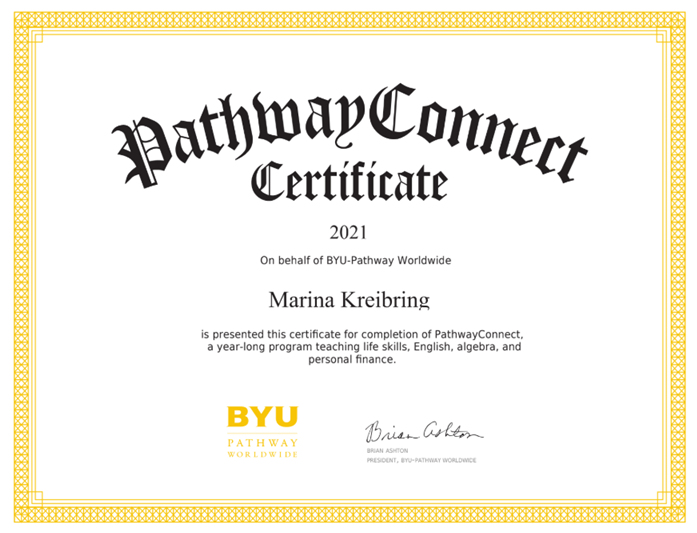 PathwayConnect
Certificate
2021
On behalf of BYU-Pathway Worldwide
Marina Kreibring
is presented this certificate for completion of PathwayConnect,
a year-long program teaching life skills, English, algebra, and
personal finance.
BYU
PATHWAY
WORLDWIDE
Brian Ashton
BRIAN ASHTON
PRESIDENT, BYU-PATHWAY WORLDWIDE